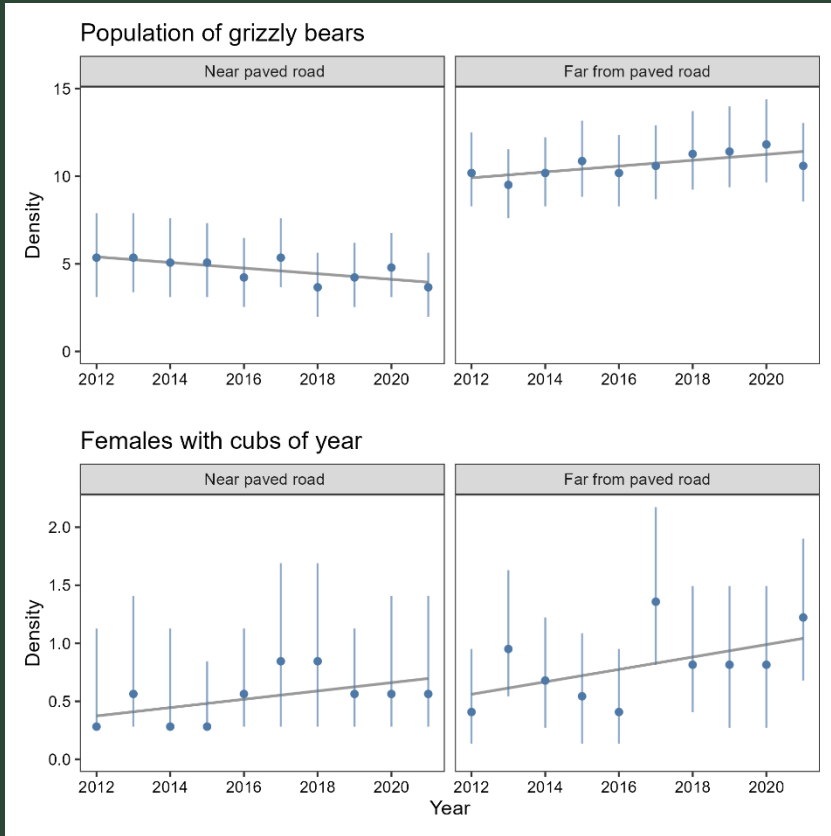 Population of grizzly bears
Near paved road
Far from paved road
15
10
5
0
Density
2012 2014 2016 2018 2020
2012 2014 2016 2018 2020
Females with cubs of year
Near paved road
Far from paved road
2.0
1.5
1.0
0.5
0.0
Density
2012 2014 2016 2018 2020
2012 2014 2016 2018 2020
Year